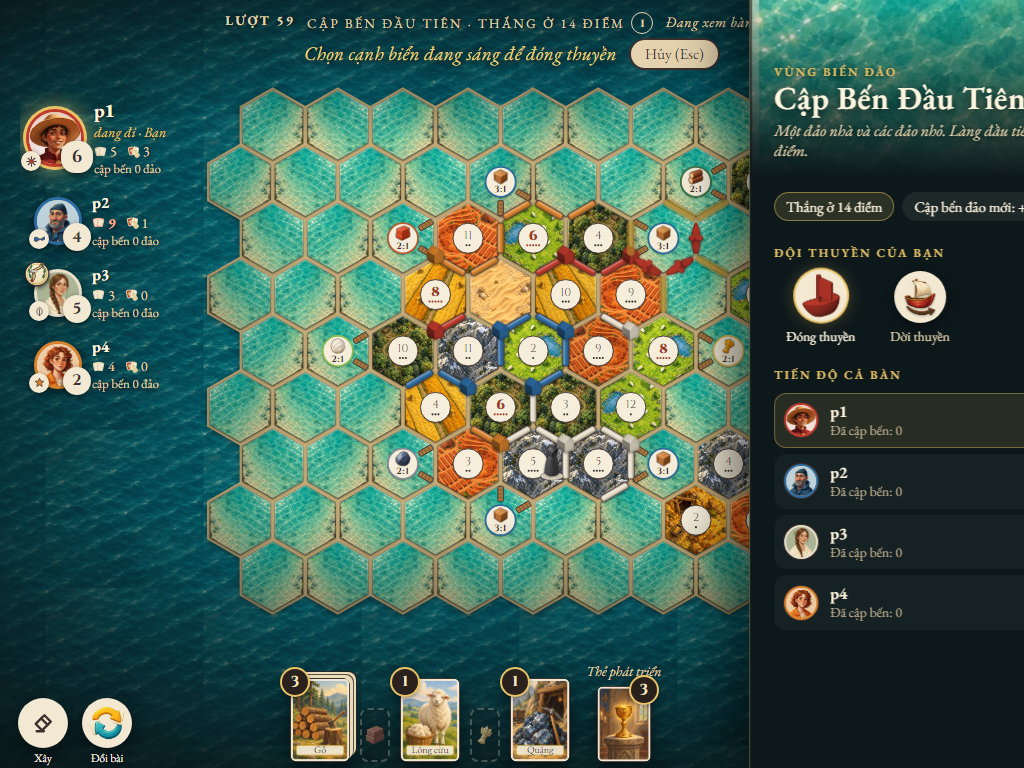 LƯỢT 59 CẬP BẾN ĐẦU TIÊN · THẮNG Ở 14 ĐIỂM 1 Đang xem bàn
Chọn cạnh biển đang sáng để đóng thuyền Hủy (Esc)
p1
đang đi · Bạn
6 5 3
cập bến 0 đảo
p2
9 1
4 cập bến 0 đảo
p3
3 0
5 cập bến 0 đảo
p4
4 0
2 cập bến 0 đảo
3:1 2:1
2:1 11 6 4 3:1
8 10 9
2:1 10 11 2 9 8 2:1
4 6 3 12
2:1 3 5 5 3:1 4
3:1 2
VÙNG BIỂN ĐẢO
Cập Bến Đầu Tiên
Một đảo nhà và các đảo nhỏ. Làng đầu tiê
điểm.
Thắng ở 14 điểm Cập bến đảo mới: +
ĐỘI THUYỀN CỦA BẠN
Đóng thuyền Dời thuyền
TIẾN ĐỘ CẢ BÀN
p1
Đã cập bến: 0
p2
Đã cập bến: 0
p3
Đã cập bến: 0
p4
Đã cập bến: 0
Thẻ phát triển
3 1 1 3
Gỗ Lông cừu Quặng
Xây Đổi bài